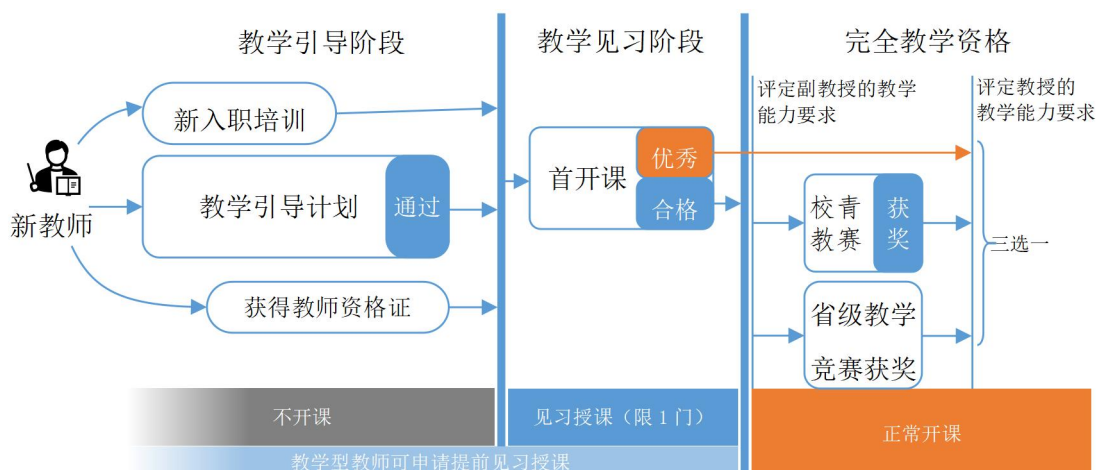 教学引导阶段
教学见习阶段
完全教学资格
新教师
新入职培训
教学引导计划
通过
获得教师资格证
首开课
优秀
合格
评定副教授的教学
能力要求
评定教授的
教学能力要求
校青
教赛
获
奖
省级教学
竞赛获奖
三选一
不开课
见习授课（限 1 门）
正常开课
教学型教师可申请提前见习授课